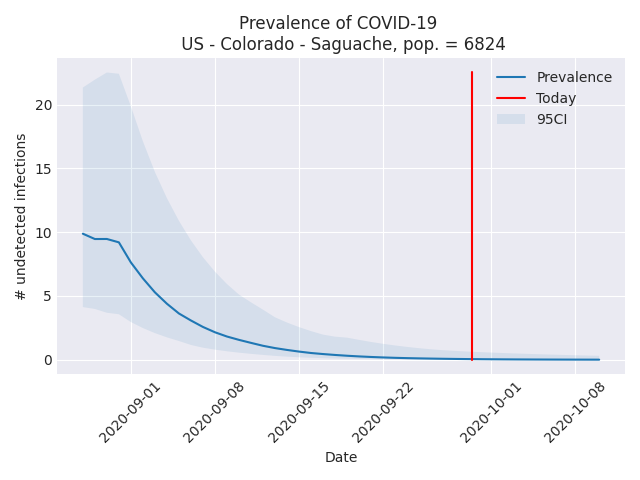 Prevalence of COVID-19
US - Colorado - Saguache, pop. = 6824
Prevalence
Today
95CI
# undetected infections
20
15
10
5
0
2020-09-01
2020-09-08
2020-09-15
2020-09-22
2020-10-01
2020-10-08
Date